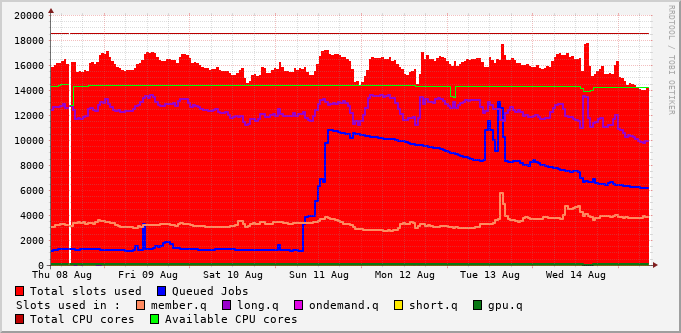 20000
18000
16000
14000
12000
10000
8000
6000
4000
2000
0
Thu 08 Aug Fri 09 Aug Sat 10 Aug Sun 11 Aug Mon 12 Aug Tue 13 Aug Wed 14 Aug
RRDTOOL / TOBI OETIKER
Total slots used Queued Jobs
Slots used in : member.q long.q ondemand.q short.q gpu.q
Total CPU cores Available CPU cores